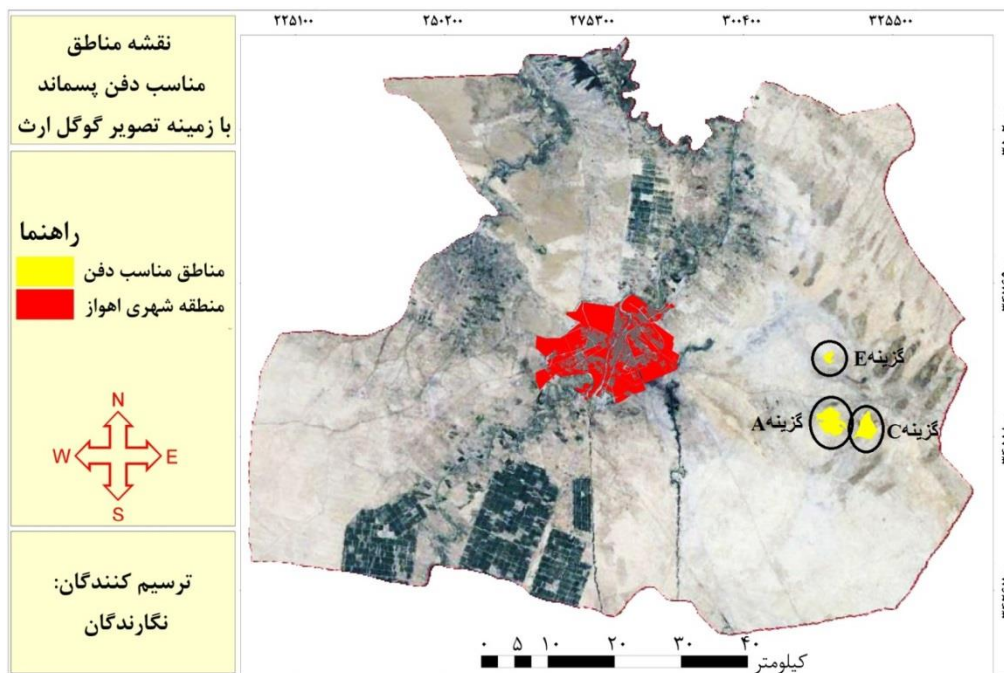 نقشه مناطق
مناسب دفن پسماند
با زمینه تصویر گوگل ارث
راهنما
مناطق مناسب دفن
منطقه شهری اهواز
N
W E
S
ترسیم کنندگان:
نگارندگان
۲۲۵۱۰۰ ۲۵۰۲۰۰ ۲۷۵۳۰۰ ۳۰۰۴۰۰ ۳۲۵۵۰۰
گزینهE
گزینهA
گزینهC
۰ ۵ ۱۰ ۲۰ ۳۰ ۴۰
کیلومتر